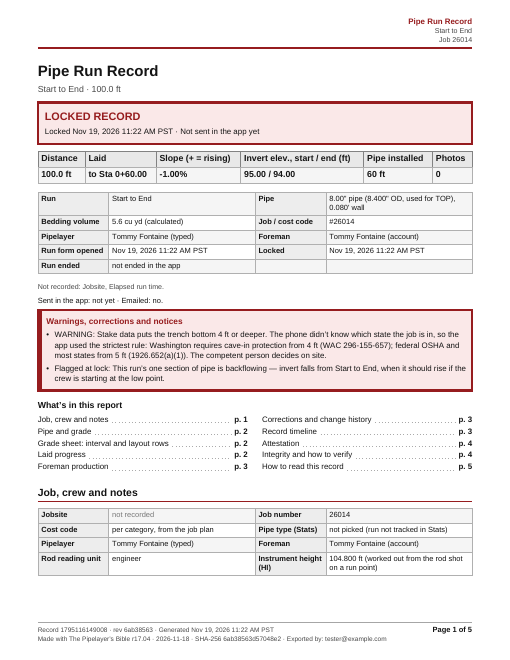 Pipe Run Record
Start to End
Job 26014
Pipe Run Record
Start to End · 100.0 ft
LOCKED RECORD
Locked Nov 19, 2026 11:22 AM PST · Not sent in the app yet
Distance Laid Slope (+ = rising) Invert elev., start / end (ft) Pipe installed Photos
100.0 ft to Sta 0+60.00 -1.00% 95.00 / 94.00 60 ft 0
Run Start to End Pipe 8.00" pipe (8.400" OD, used for TOP),
0.080' wall
Bedding volume 5.6 cu yd (calculated) Job / cost code #26014
Pipelayer Tommy Fontaine (typed) Foreman Tommy Fontaine (account)
Run form opened Nov 19, 2026 11:22 AM PST Locked Nov 19, 2026 11:22 AM PST
Run ended not ended in the app
Not recorded: Jobsite, Elapsed run time.
Sent in the app: not yet · Emailed: no.
Warnings, corrections and notices
• WARNING: Stake data puts the trench bottom 4 ft or deeper. The phone didn't know which state the job is in, so the
app used the strictest rule: Washington requires cave-in protection from 4 ft (WAC 296-155-657); federal OSHA and
most states from 5 ft (1926.652(a)(1)). The competent person decides on site.
• Flagged at lock: This run's one section of pipe is backflowing — invert falls from Start to End, when it should rise if the
crew is starting at the low point.
What's in this report
Job, crew and notes p. 1
Pipe and grade p. 2
Grade sheet: interval and layout rows p. 2
Laid progress p. 2
Foreman production p. 3
Corrections and change history p. 3
Record timeline p. 3
Attestation p. 4
Integrity and how to verify p. 4
How to read this record p. 5
Job, crew and notes
Jobsite not recorded Job number 26014
Cost code per category, from the job plan Pipe type (Stats) not picked (run not tracked in Stats)
Pipelayer Tommy Fontaine (typed) Foreman Tommy Fontaine (account)
Rod reading unit engineer Instrument height 104.800 ft (worked out from the rod shot
(HI) on a run point)
Record 1795116149008 · rev 6ab38563 · Generated Nov 19, 2026 11:22 AM PST Page 1 of 5
Made with The Pipelayer's Bible r17.04 · 2026-11-18 · SHA-256 6ab38563d57048e2 · Exported by: tester@example.com